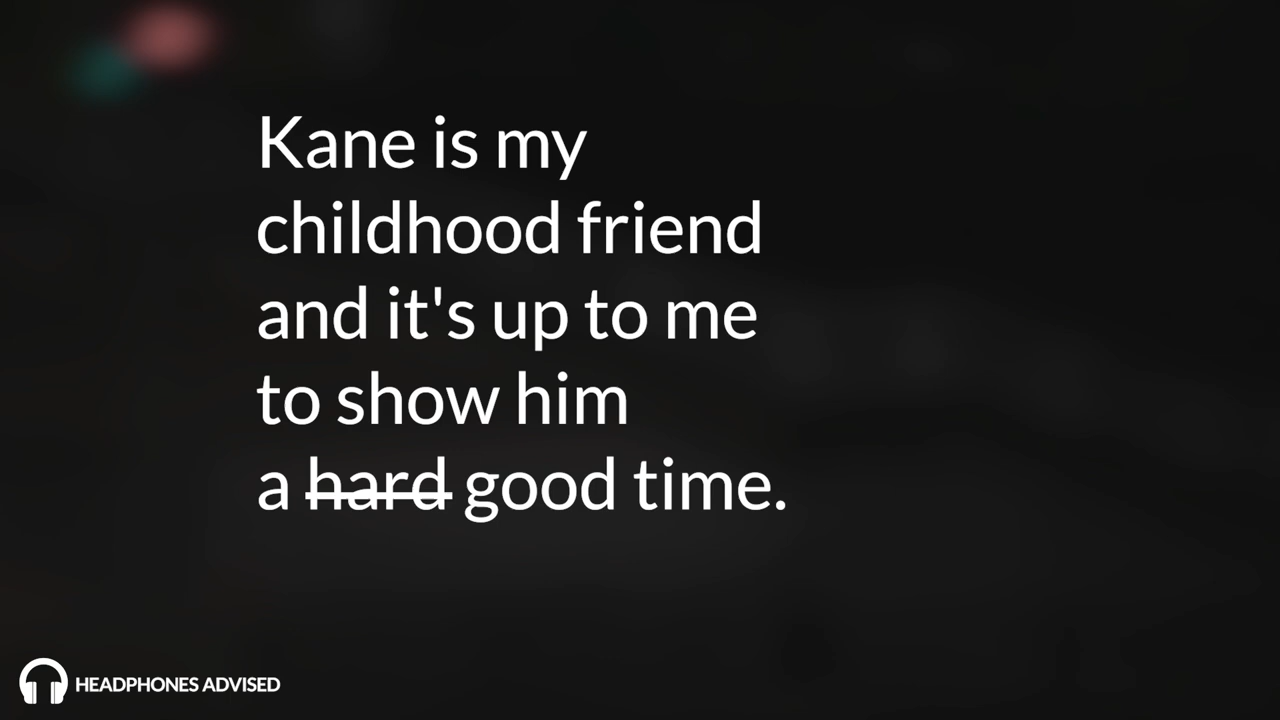 Kane is my
childhood friend
and it's up to me
to show him
a hard good time.
HEADPHONES ADVISED